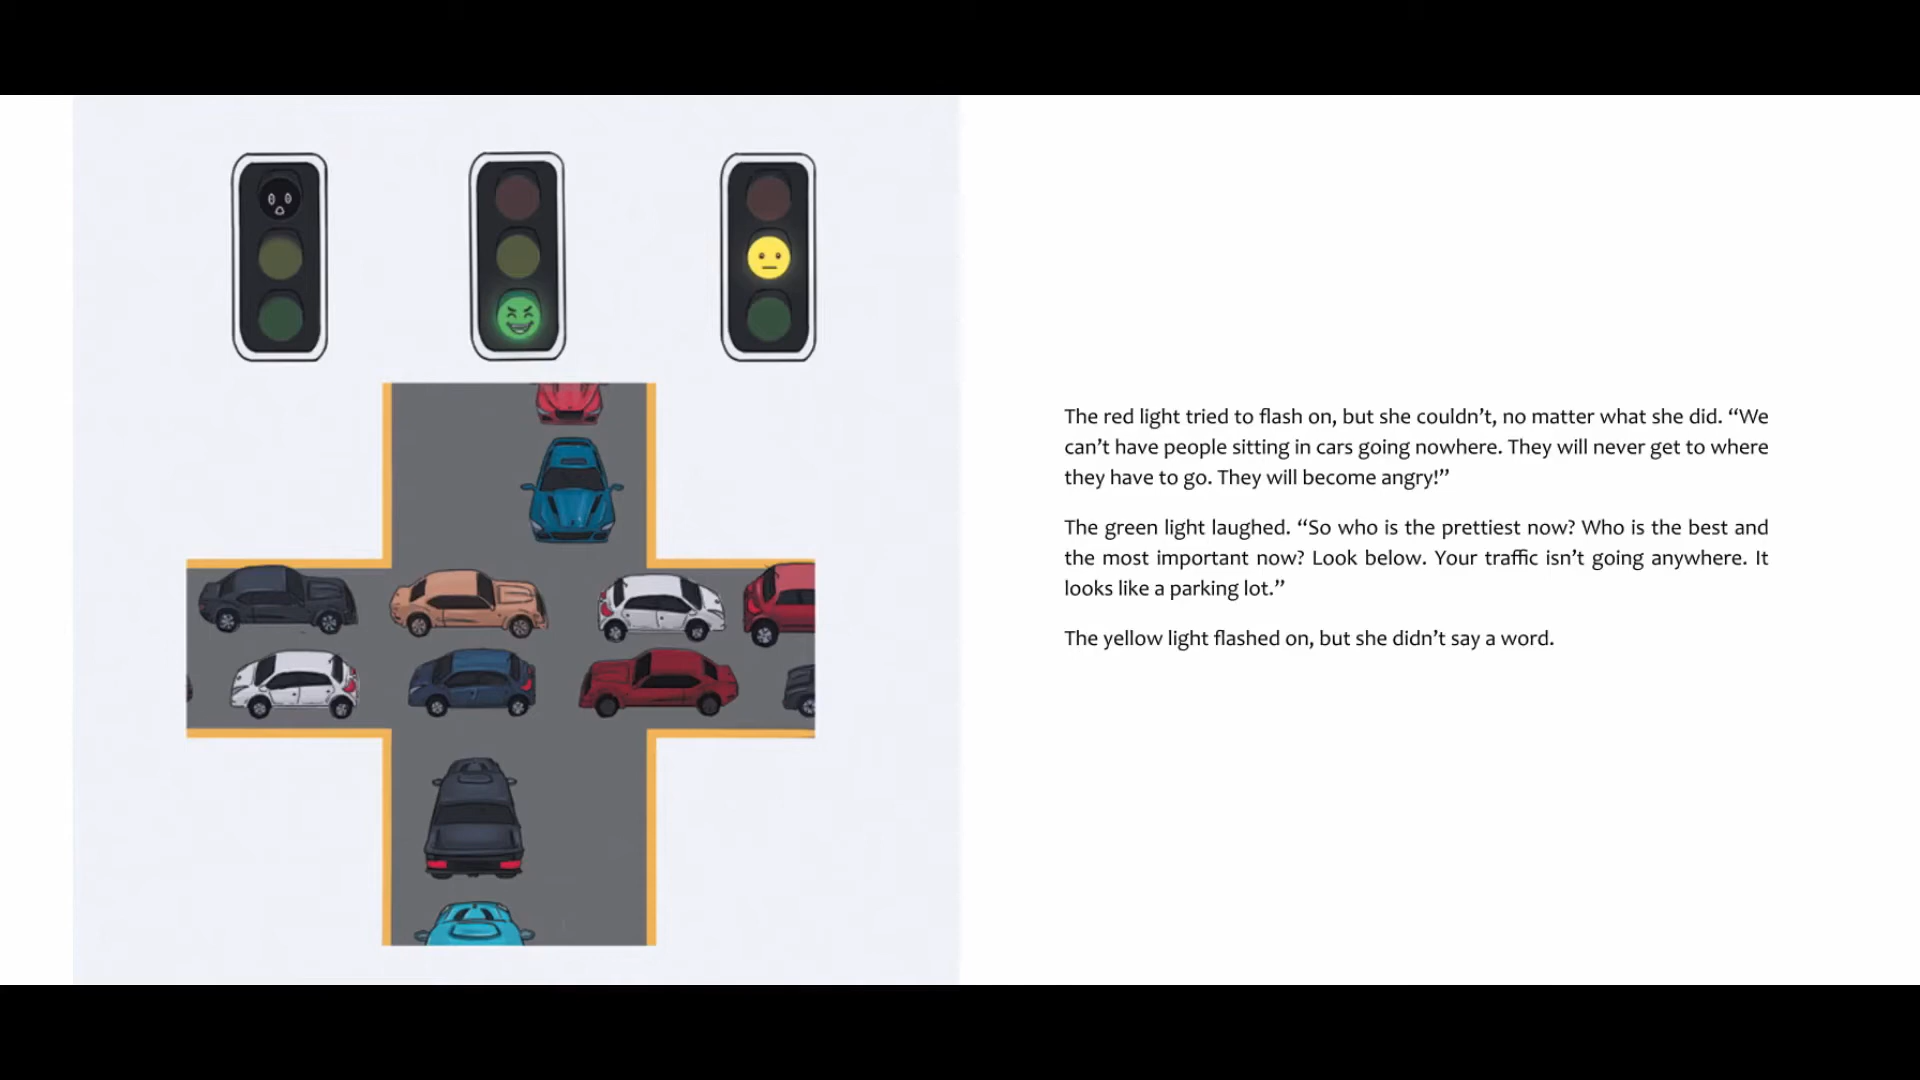 The red light tried to flash on, but she couldn’t, no matter what she did. “We
can’t have people sitting in cars going nowhere. They will never get to where
they have to go. They will become angry!”
The green light laughed. “So who is the prettiest now? Who is the best and
the most important now? Look below. Your traffic isn’t going anywhere. It
looks like a parking lot.”
The yellow light flashed on, but she didn’t say a word.